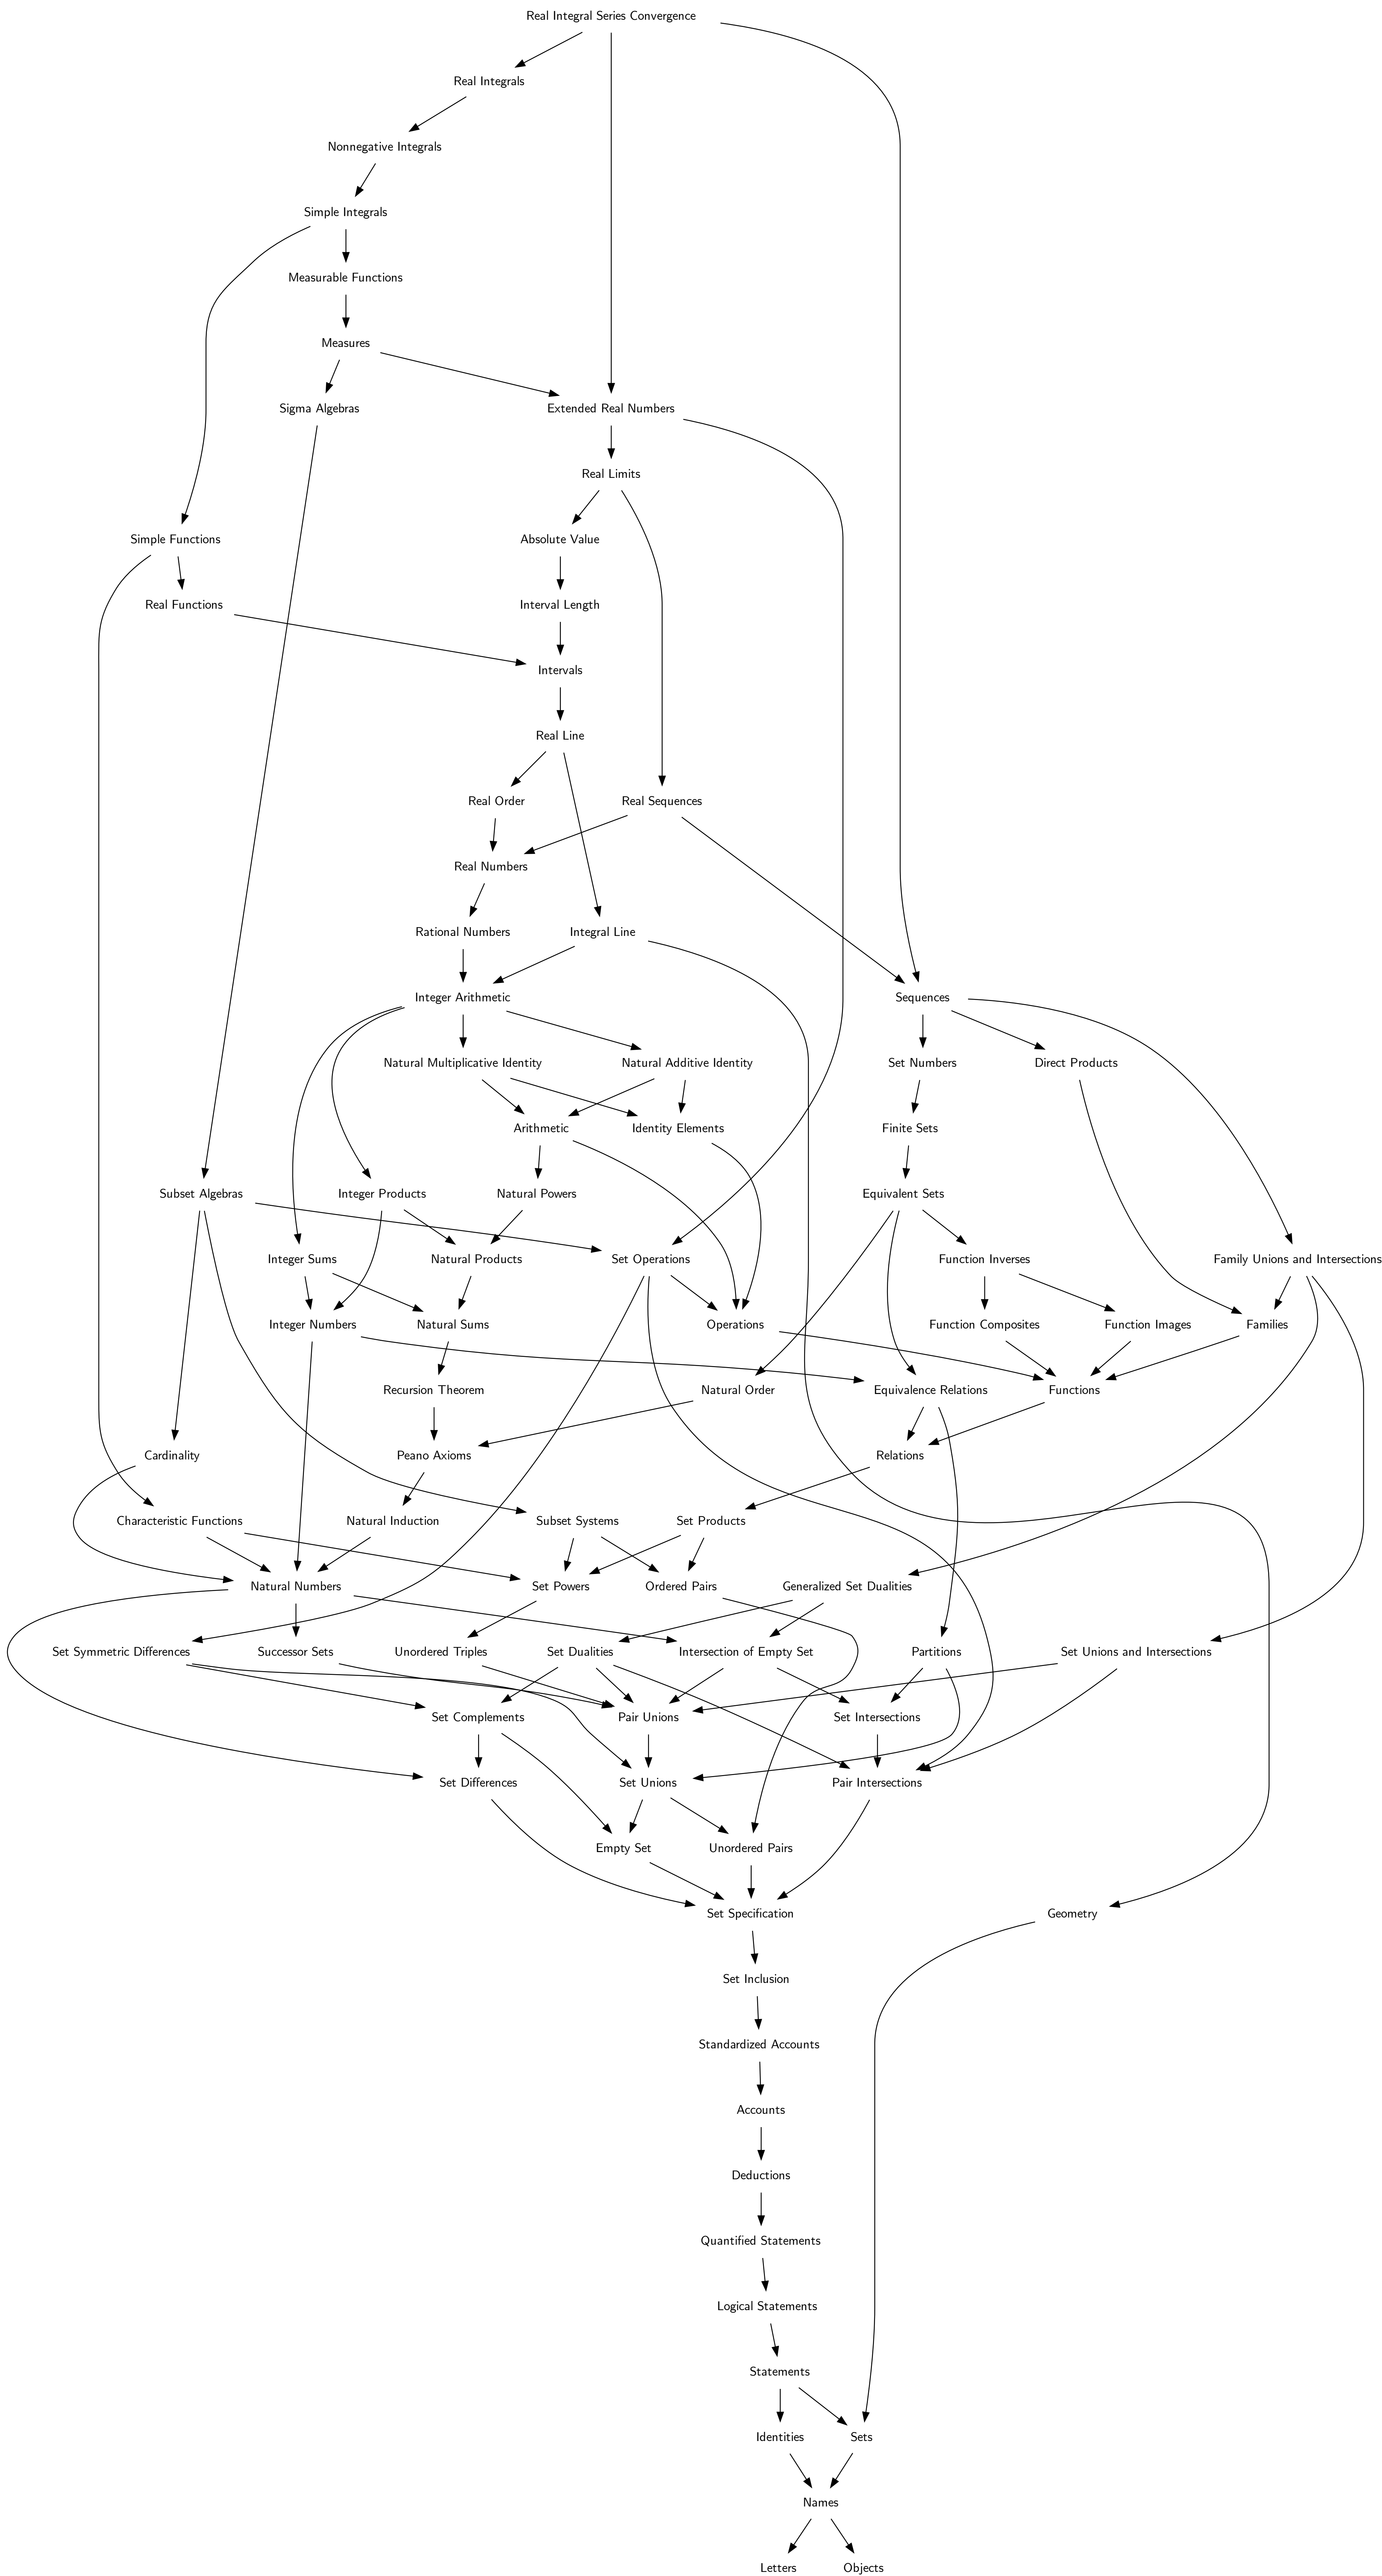 Real Integral Series Convergence
Real Integrals
Nonnegative Integrals
Simple Integrals
Measurable Functions
Measures
Sigma Algebras
Extended Real Numbers
Real Limits
Simple Functions
Absolute Value
Real Functions
Interval Length
Intervals
Real Line
Real Order
Real Sequences
Real Numbers
Rational Numbers
Integral Line
Integer Arithmetic
Sequences
Natural Multiplicative Identity
Natural Additive Identity
Set Numbers
Direct Products
Arithmetic
Identity Elements
Finite Sets
Subset Algebras
Integer Products
Natural Powers
Equivalent Sets
Integer Sums
Natural Products
Set Operations
Function Inverses
Family Unions and Intersections
Integer Numbers
Natural Sums
Operations
Function Composites
Function Images
Families
Recursion Theorem
Natural Order
Equivalence Relations
Functions
Cardinality
Peano Axioms
Relations
Characteristic Functions
Natural Induction
Subset Systems
Set Products
Natural Numbers
Set Powers
Ordered Pairs
Generalized Set Dualities
Set Symmetric Differences
Successor Sets
Unordered Triples
Set Dualities
Intersection of Empty Set
Partitions
Set Unions and Intersections
Set Complements
Pair Unions
Set Intersections
Set Differences
Set Unions
Pair Intersections
Empty Set
Unordered Pairs
Set Specification
Geometry
Set Inclusion
Standardized Accounts
Accounts
Deductions
Quantified Statements
Logical Statements
Statements
Identities
Sets
Names
Letters
Objects